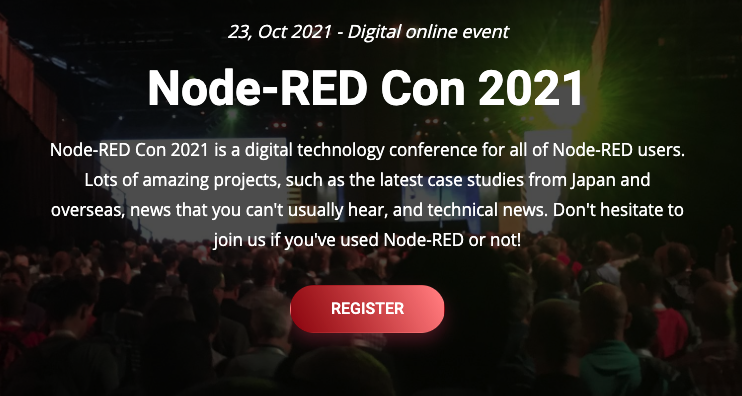 23, Oct 2021 - Digital online event
Node-RED Con 2021
Node-RED Con 2021 is a digital technology conference for all of Node-RED users.
Lots of amazing projects, such as the latest case studies from Japan and
overseas, news that you can't usually hear, and technical news. Don't hesitate to
join us if you've used Node-RED or not!
REGISTER